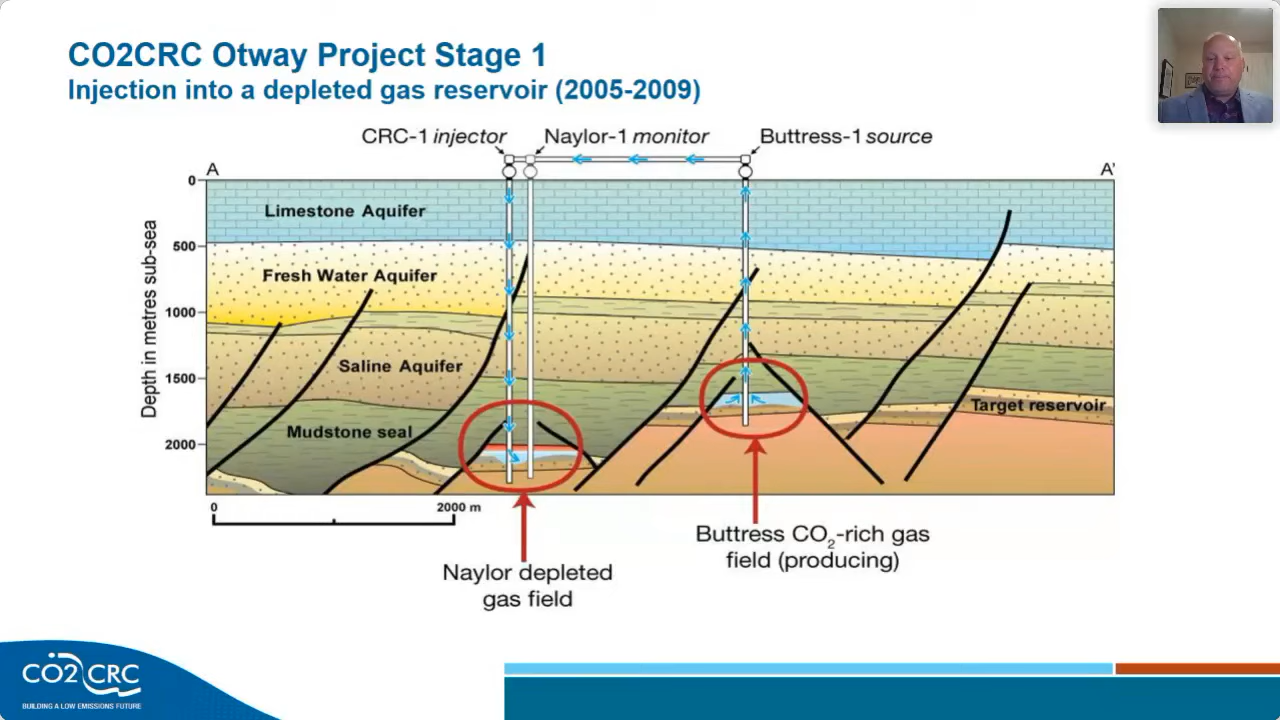 CO2CRC Otway Project Stage 1
Injection into a depleted gas reservoir (2005-2009)
CRC-1 injector
Naylor-1 monitor
Buttress-1 source
A
A'
0
500
1000
1500
2000
Depth in metres sub-sea
Limestone Aquifer
Fresh Water Aquifer
Saline Aquifer
Mudstone seal
Target reservoir
0
2000 m
Naylor depleted
gas field
Buttress CO₂-rich gas
field (producing)
CO2CRC
BUILDING A LOW EMISSIONS FUTURE